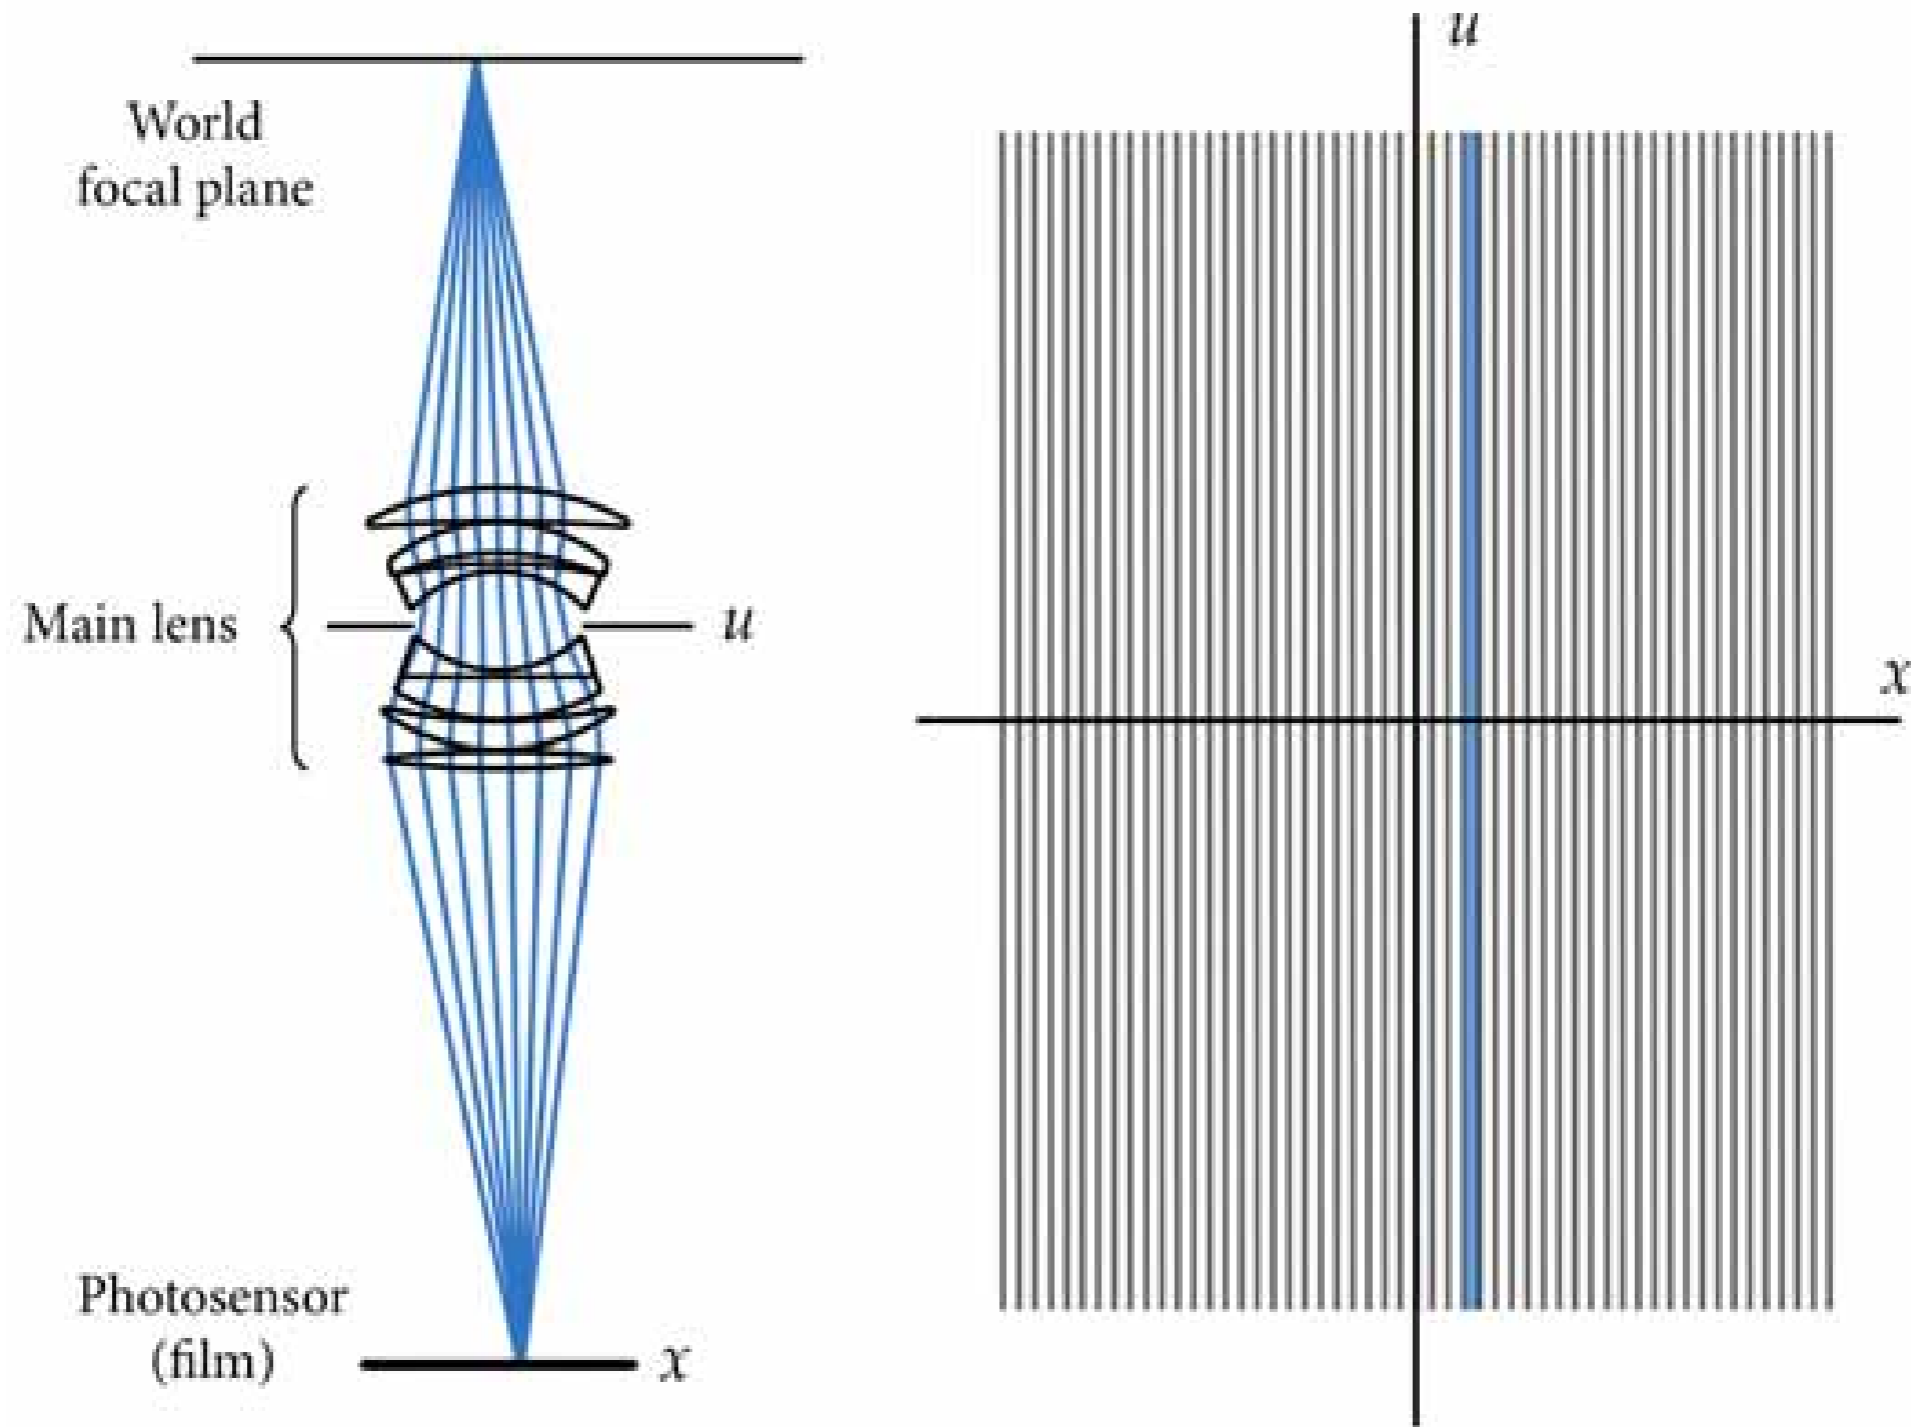 World
focal plane
Main lens
u
Photosensor
(film)
x
u
x